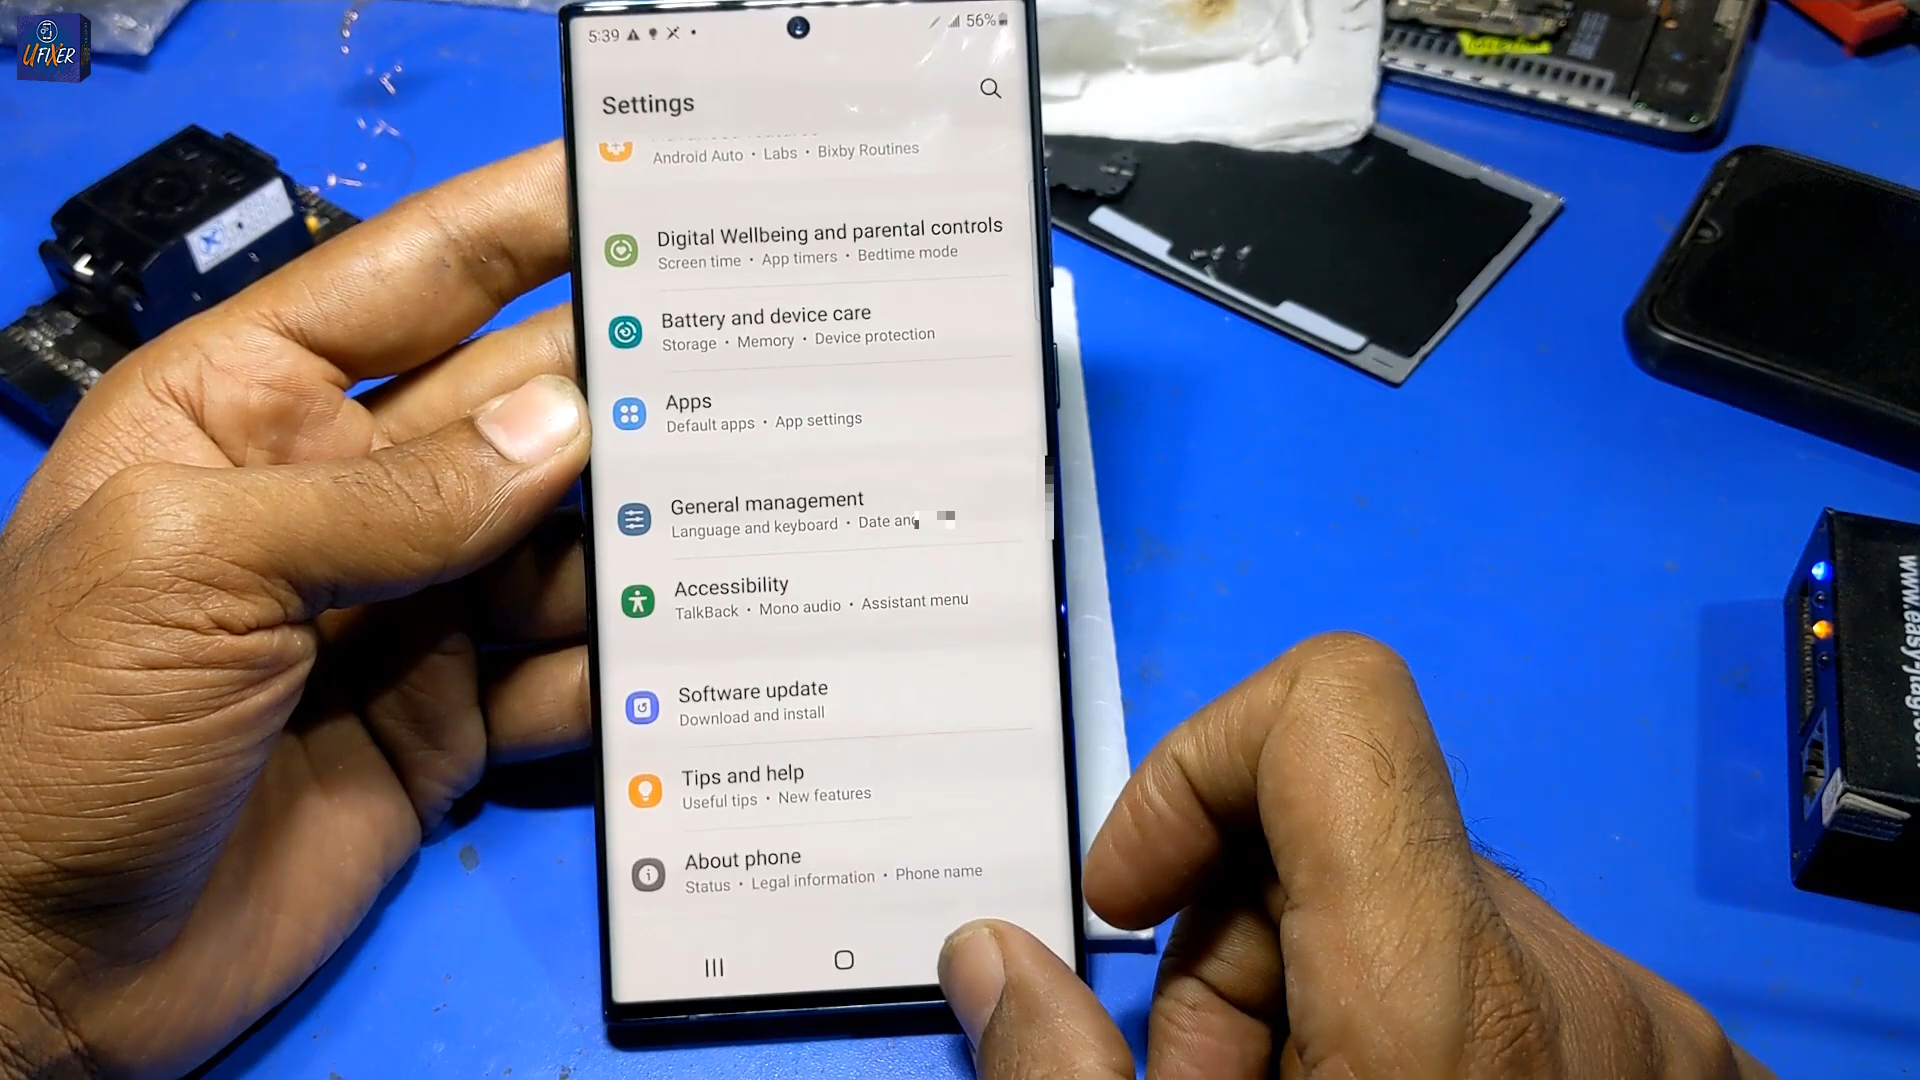 UFIXER
5:39
56%
Settings
Android Auto • Labs • Bixby Routines
Digital Wellbeing and parental controls
Screen time • App timers • Bedtime mode
Battery and device care
Storage • Memory • Device protection
Apps
Default apps • App settings
General management
Language and keyboard • Date and
Accessibility
TalkBack • Mono audio • Assistant menu
Software update
Download and install
Tips and help
Useful tips • New features
About phone
Status • Legal information • Phone name
www.easy-jtag.com